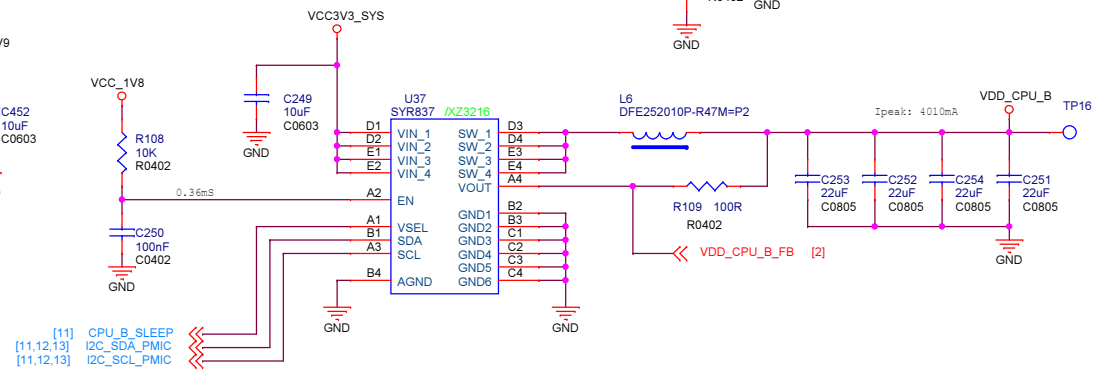 GND
GND
V9
VCC3V3_SYS
VCC_1V8
C452
10uF
C0603
R108
10K
R0402
C249
10uF
C0603
GND
U37
SYR837 /XZ3216
L6
DFE252010P-R47M=P2
Ipeak: 4010mA
VDD_CPU_B
TP16
D1 VIN_1 SW_1 D3
D2 VIN_2 SW_2 D4
E1 VIN_3 SW_3 E3
E2 VIN_4 SW_4 E4
VOUT A4
0.36mS
A2 EN
C250
100nF
C0402
GND
A1 VSEL
B1 SDA
A3 SCL
B4 AGND
GND1 B2
GND2 B3
GND3 C1
GND4 C2
GND5 C3
GND6 C4
R109 100R
R0402
VDD_CPU_B_FB [2]
C253
22uF
C0805
C252
22uF
C0805
C254
22uF
C0805
C251
22uF
C0805
GND
GND
GND
[11] CPU_B_SLEEP
[11,12,13] I2C_SDA_PMIC
[11,12,13] I2C_SCL_PMIC